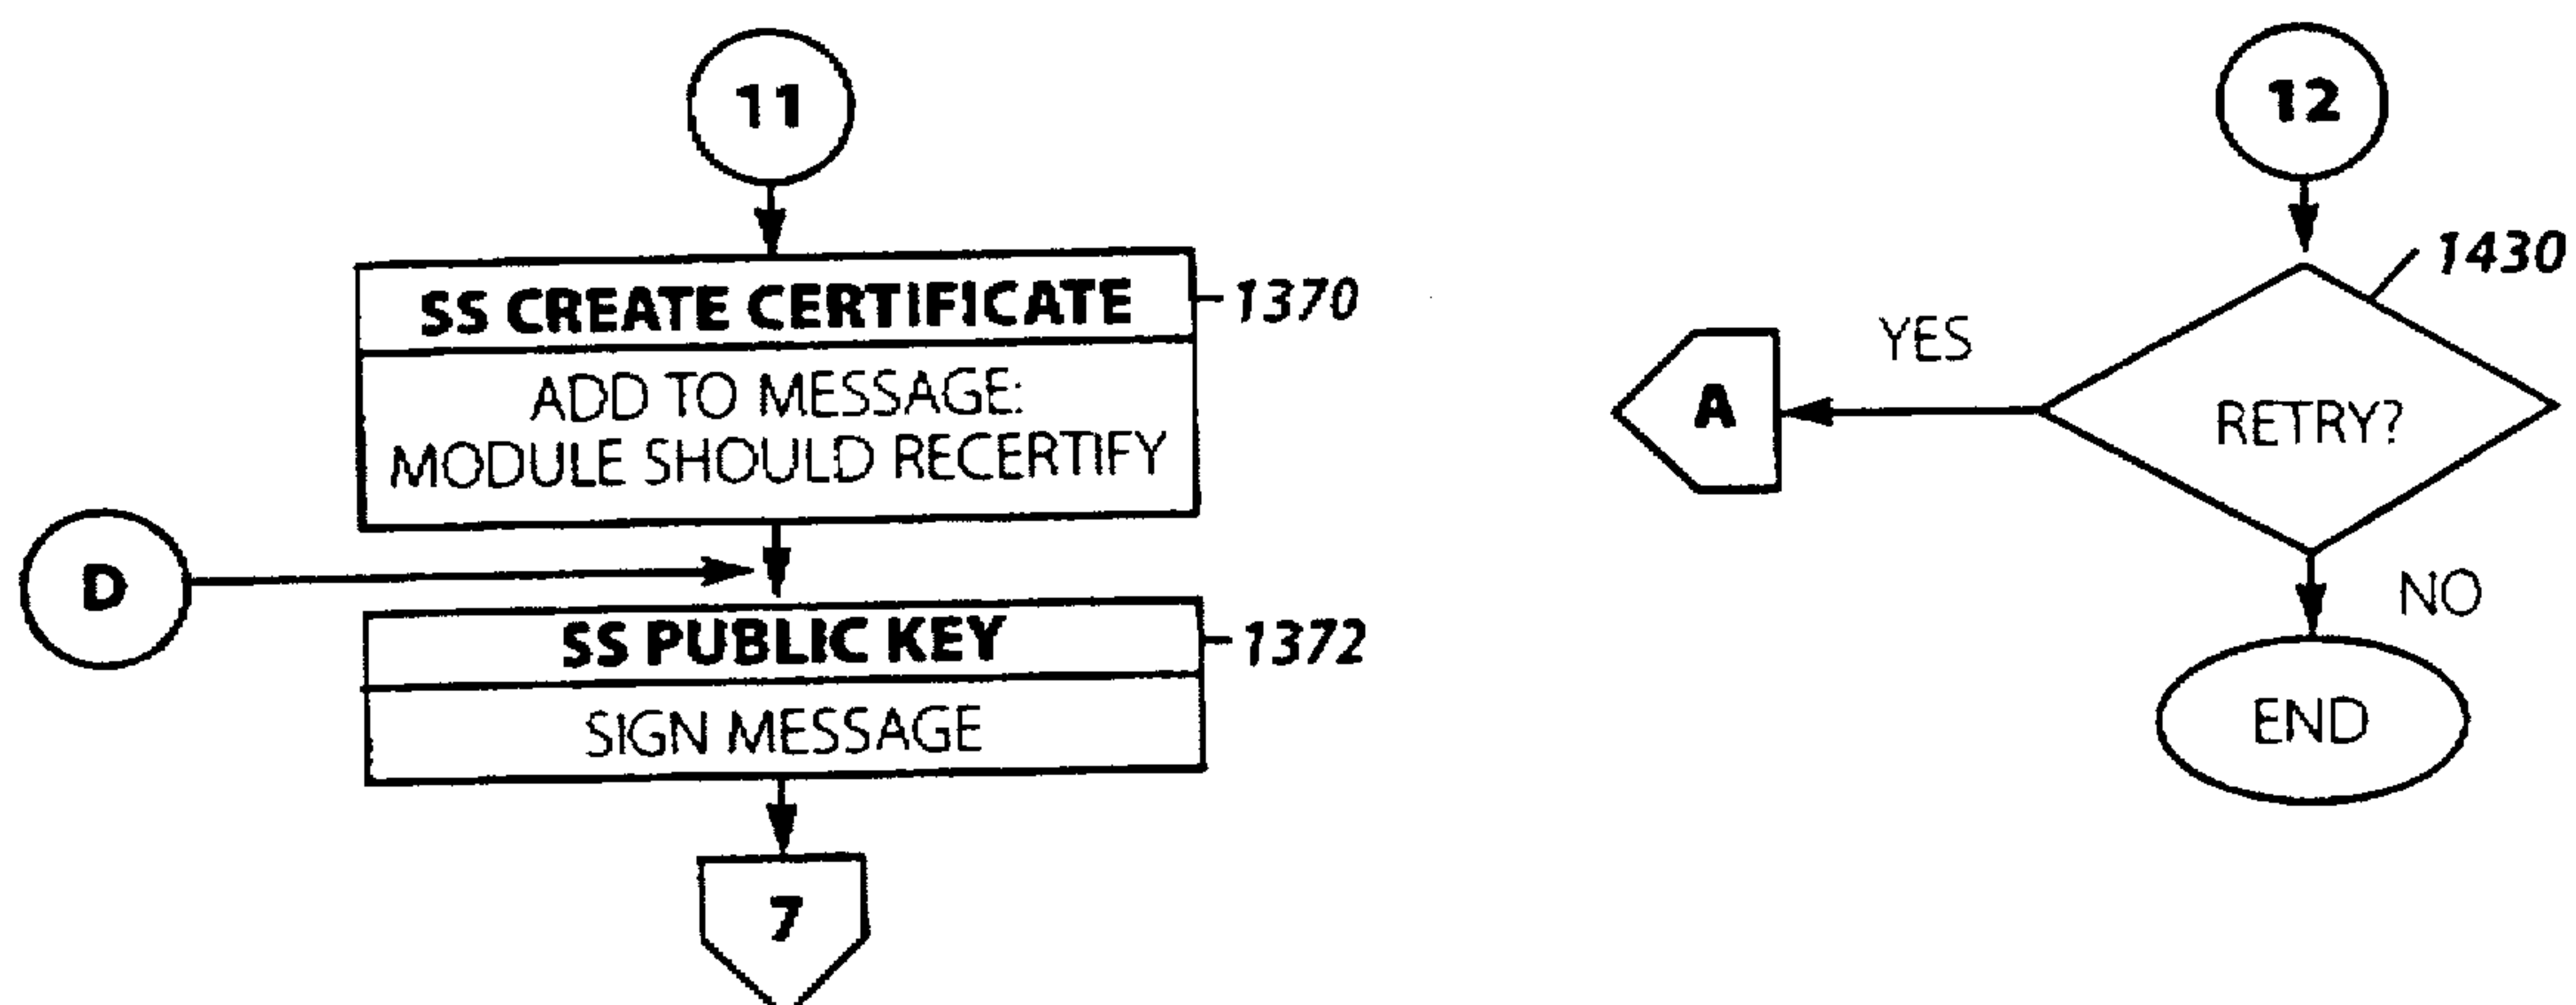 11
SS CREATE CERTIFICATE
1370
ADD TO MESSAGE:
MODULE SHOULD RECERTIFY
D
SS PUBLIC KEY
1372
SIGN MESSAGE
7
12
1430
YES
A
RETRY?
NO
END